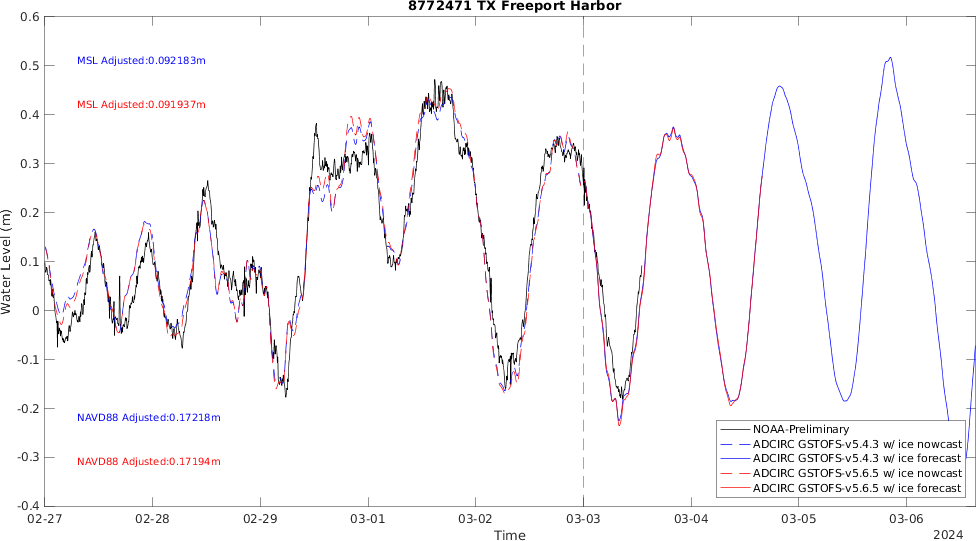 8772471 TX Freeport Harbor
0.6
0.5
0.4
0.3
0.2
0.1
0
-0.1
-0.2
-0.3
-0.4
Water Level (m)
MSL Adjusted:0.092183m
MSL Adjusted:0.091937m
NAVD88 Adjusted:0.17218m
NAVD88 Adjusted:0.17194m
NOAA-Preliminary
ADCIRC GSTOFS-v5.4.3 w/ ice nowcast
ADCIRC GSTOFS-v5.4.3 w/ ice forecast
ADCIRC GSTOFS-v5.6.5 w/ ice nowcast
ADCIRC GSTOFS-v5.6.5 w/ ice forecast
02-27 02-28 02-29 03-01 03-02 03-03 03-04 03-05 03-06
Time
2024